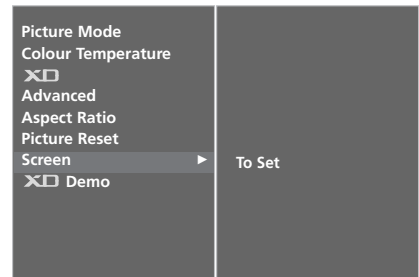 Picture Mode
Colour Temperature
XD
Advanced
Aspect Ratio
Picture Reset
Screen ► To Set
XD Demo